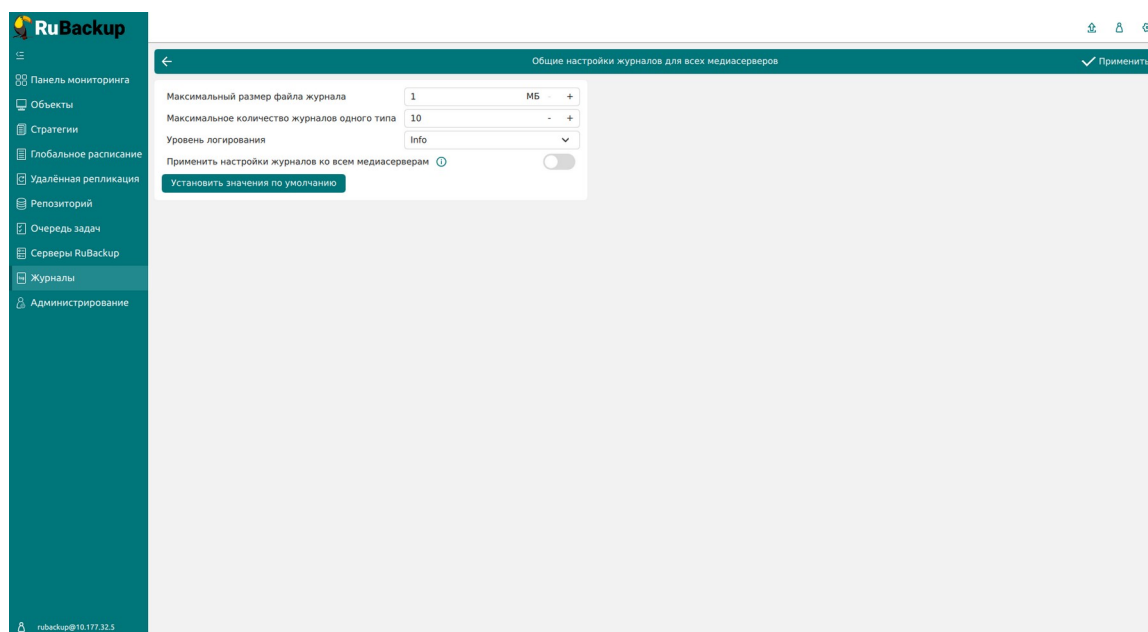 RuBackup
Общие настройки журналов для всех медиасерверов
Применить
Панель мониторинга
Объекты
Стратегии
Глобальное расписание
Удалённая репликация
Репозиторий
Очередь задач
Серверы RuBackup
Журналы
Администрирование
Максимальный размер файла журнала 1 МБ - +
Максимальное количество журналов одного типа 10 - +
Уровень логирования Info
Применить настройки журналов ко всем медиасерверам
Установить значения по умолчанию
rubackup@10.177.32.5